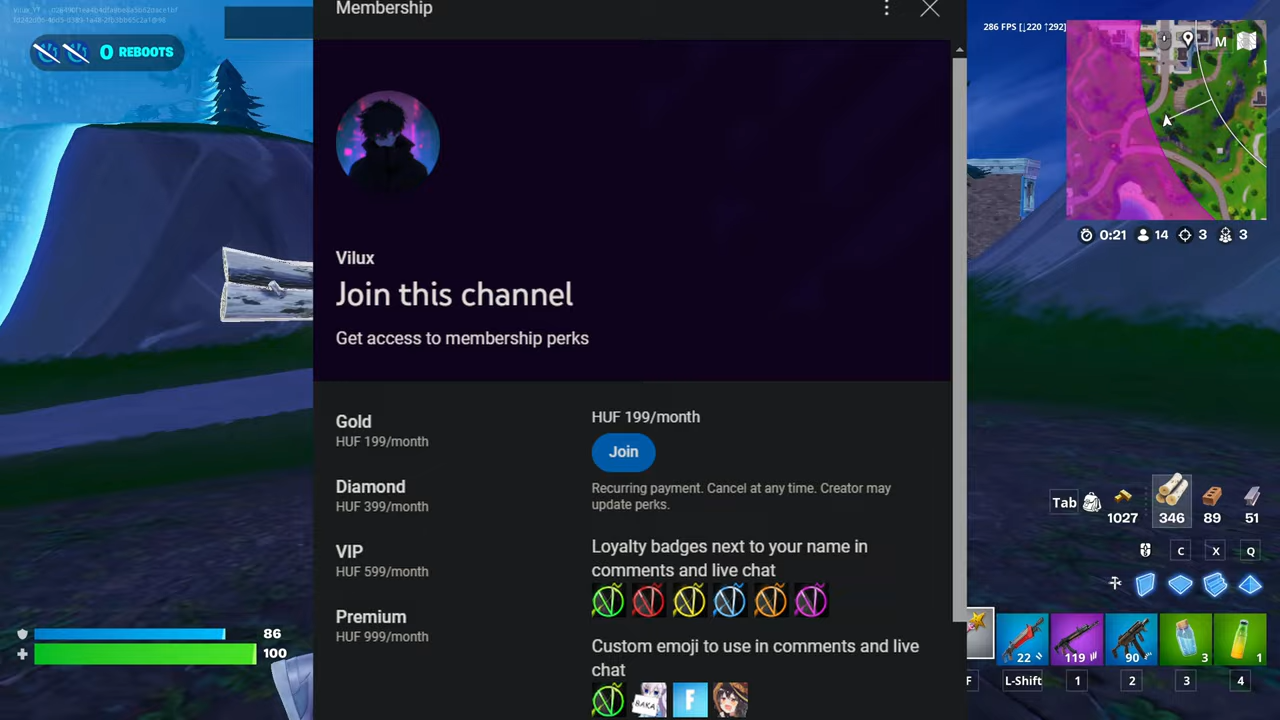 Membership
0 REBOOTS
286 FPS [↓220 ↑292]
M
0:21 14 3 3
Vilux
Join this channel
Get access to membership perks
Gold
HUF 199/month
Diamond
HUF 399/month
VIP
HUF 599/month
Premium
HUF 999/month
HUF 199/month
Join
Recurring payment. Cancel at any time. Creator may
update perks.
Loyalty badges next to your name in
comments and live chat
Custom emoji to use in comments and live
chat
BAKA
F
86
100
Tab
1027 346 89 51
C X Q
22 119 90 3 1
F L-Shift 1 2 3 4